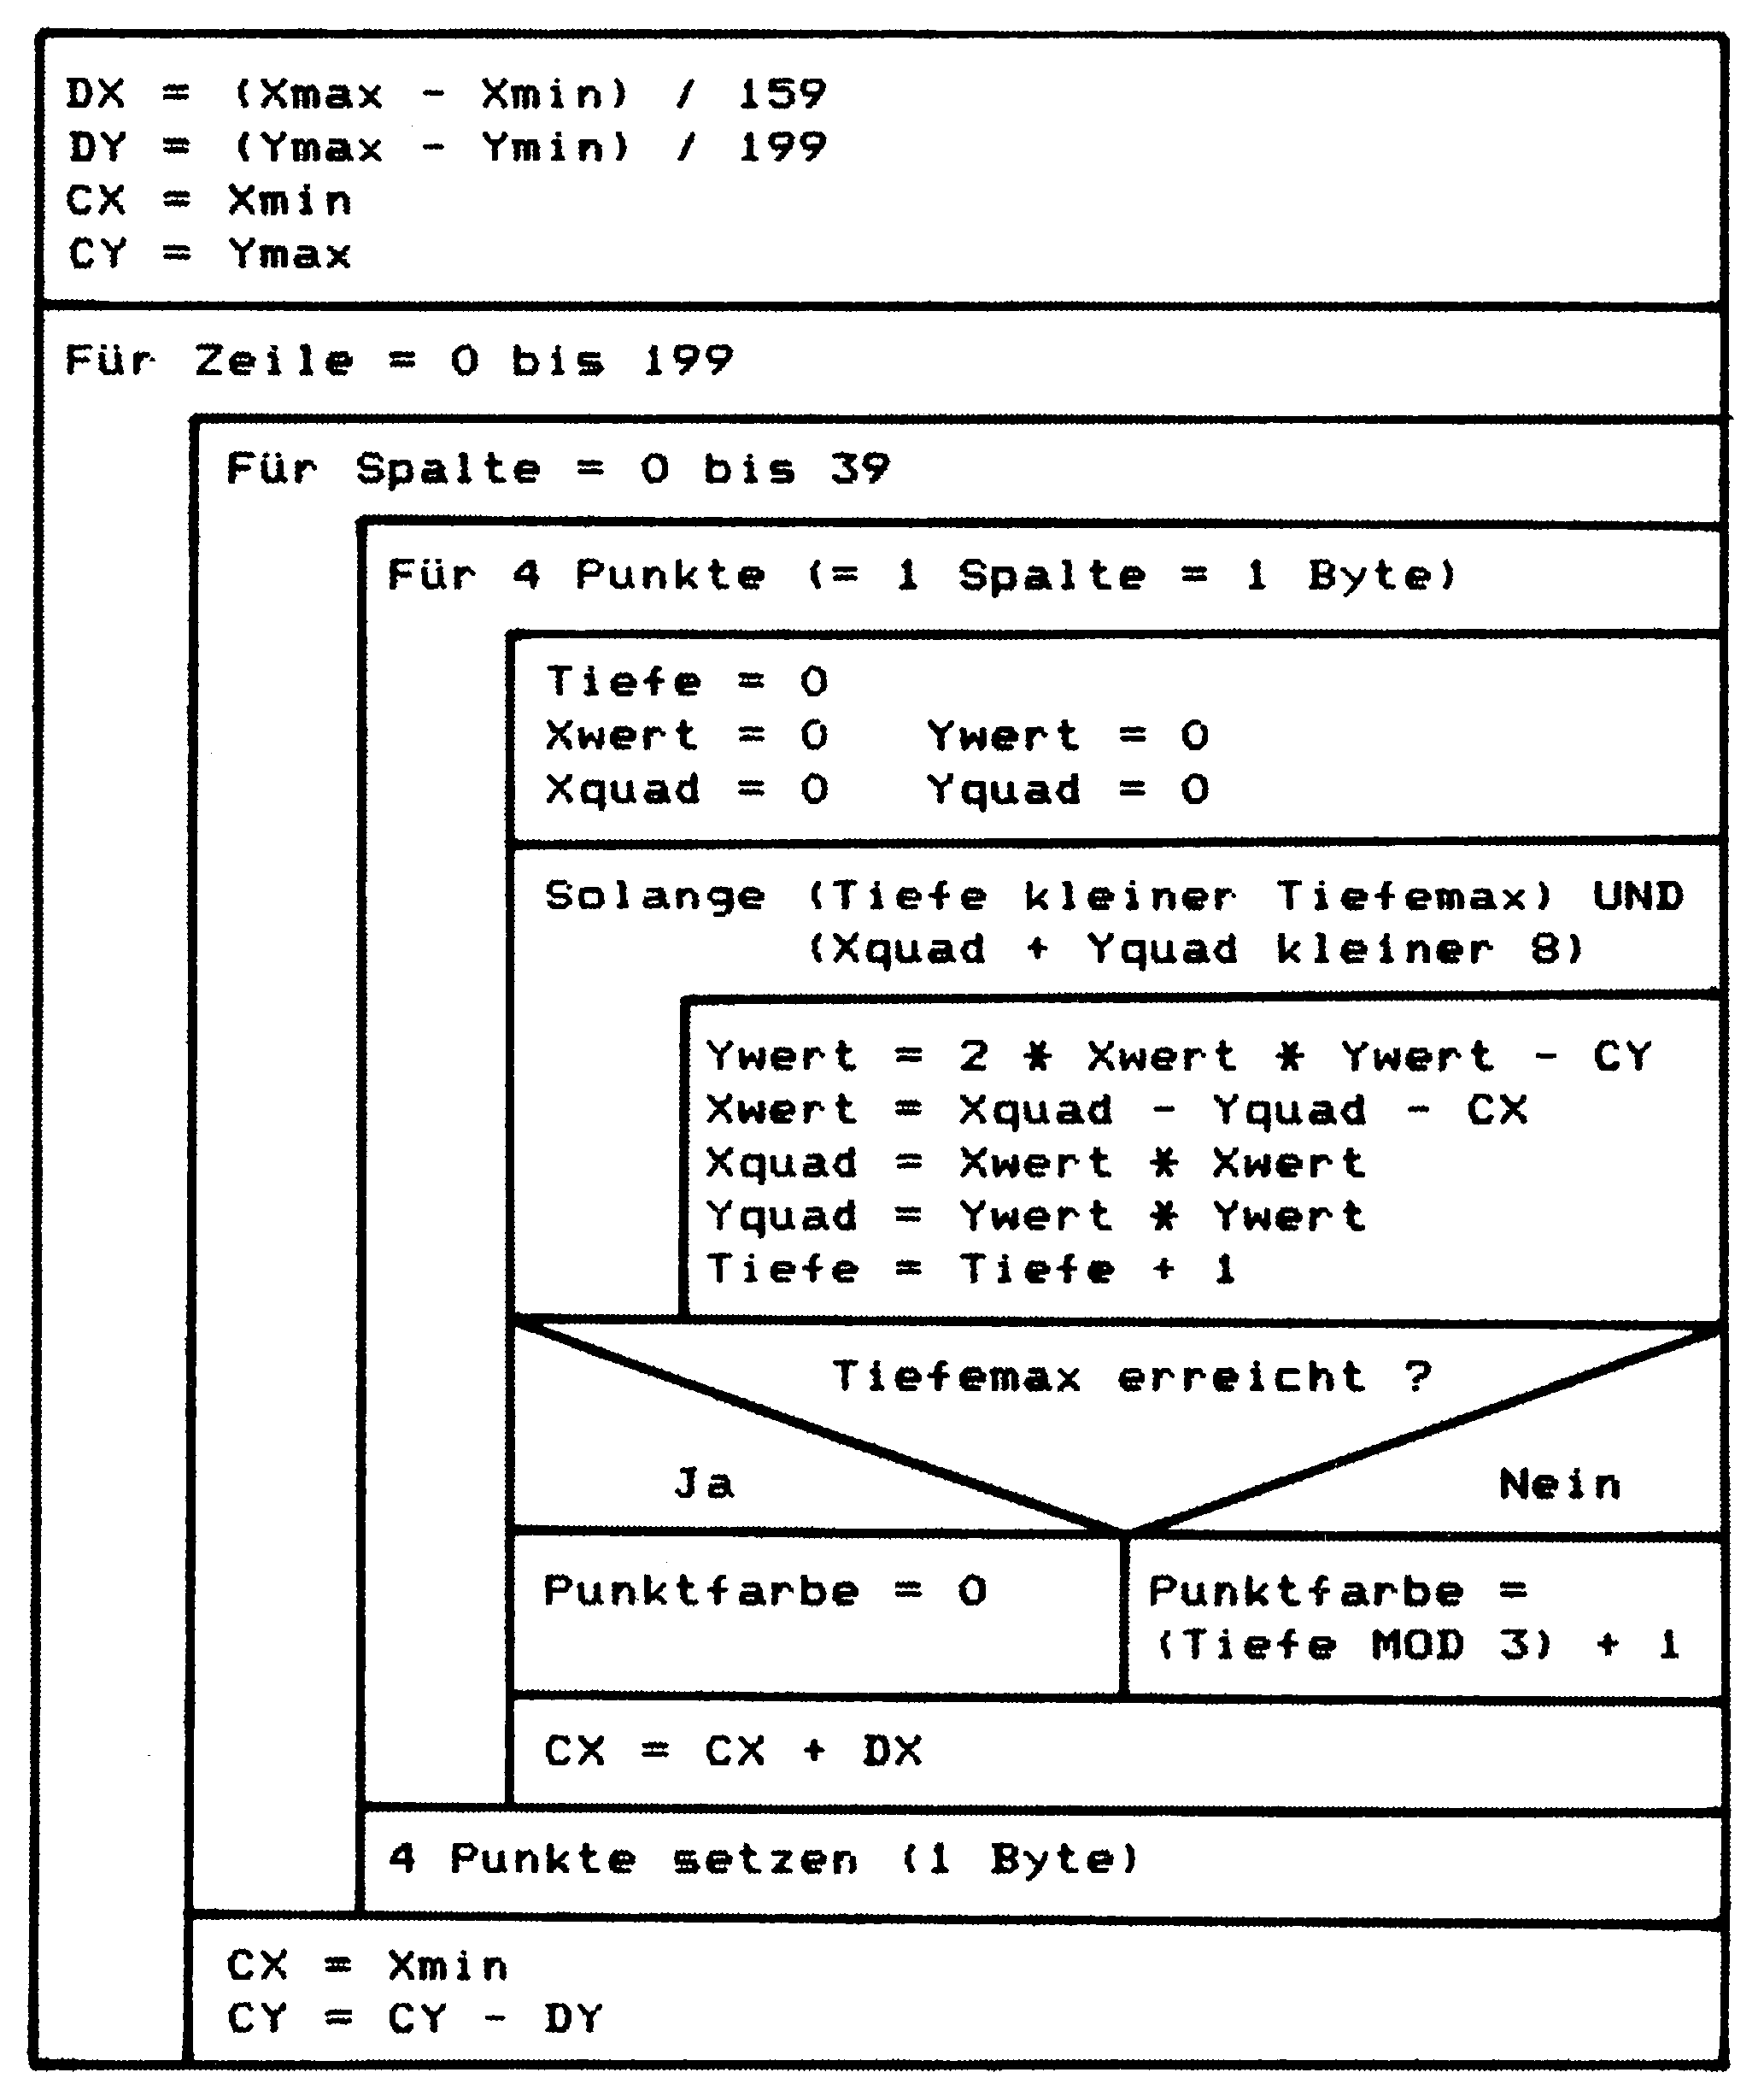 DX = (Xmax - Xmin) / 159
DY = (Ymax - Ymin) / 199
CX = Xmin
CY = Ymax
Für Zeile = 0 bis 199
Für Spalte = 0 bis 39
Für 4 Punkte (= 1 Spalte = 1 Byte)
Tiefe = 0
Xwert = 0 Ywert = 0
Xquad = 0 Yquad = 0
Solange (Tiefe kleiner Tiefemax) UND
(Xquad + Yquad kleiner 8)
Ywert = 2 * Xwert * Ywert - CY
Xwert = Xquad - Yquad - CX
Xquad = Xwert * Xwert
Yquad = Ywert * Ywert
Tiefe = Tiefe + 1
Tiefemax erreicht ?
Ja Nein
Punktfarbe = 0
Punktfarbe =
(Tiefe MOD 3) + 1
CX = CX + DX
4 Punkte setzen (1 Byte)
CX = Xmin
CY = CY - DY